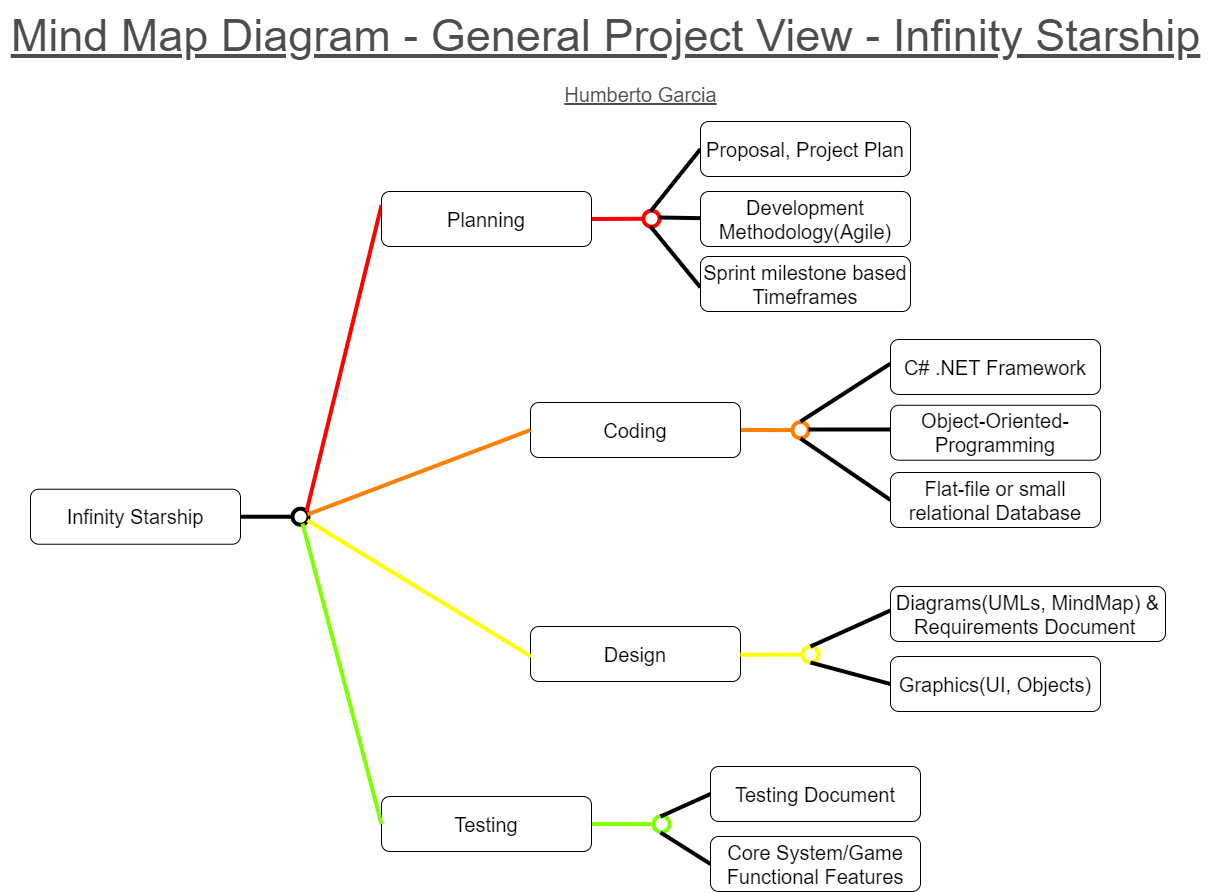 Mind Map Diagram - General Project View - Infinity Starship
Humberto Garcia
Proposal, Project Plan
Planning
Development
Methodology(Agile)
Sprint milestone based
Timeframes
C# .NET Framework
Coding
Object-Oriented-
Programming
Flat-file or small
relational Database
Infinity Starship
Diagrams(UMLs, MindMap) &
Requirements Document
Design
Graphics(UI, Objects)
Testing Document
Testing
Core System/Game
Functional Features